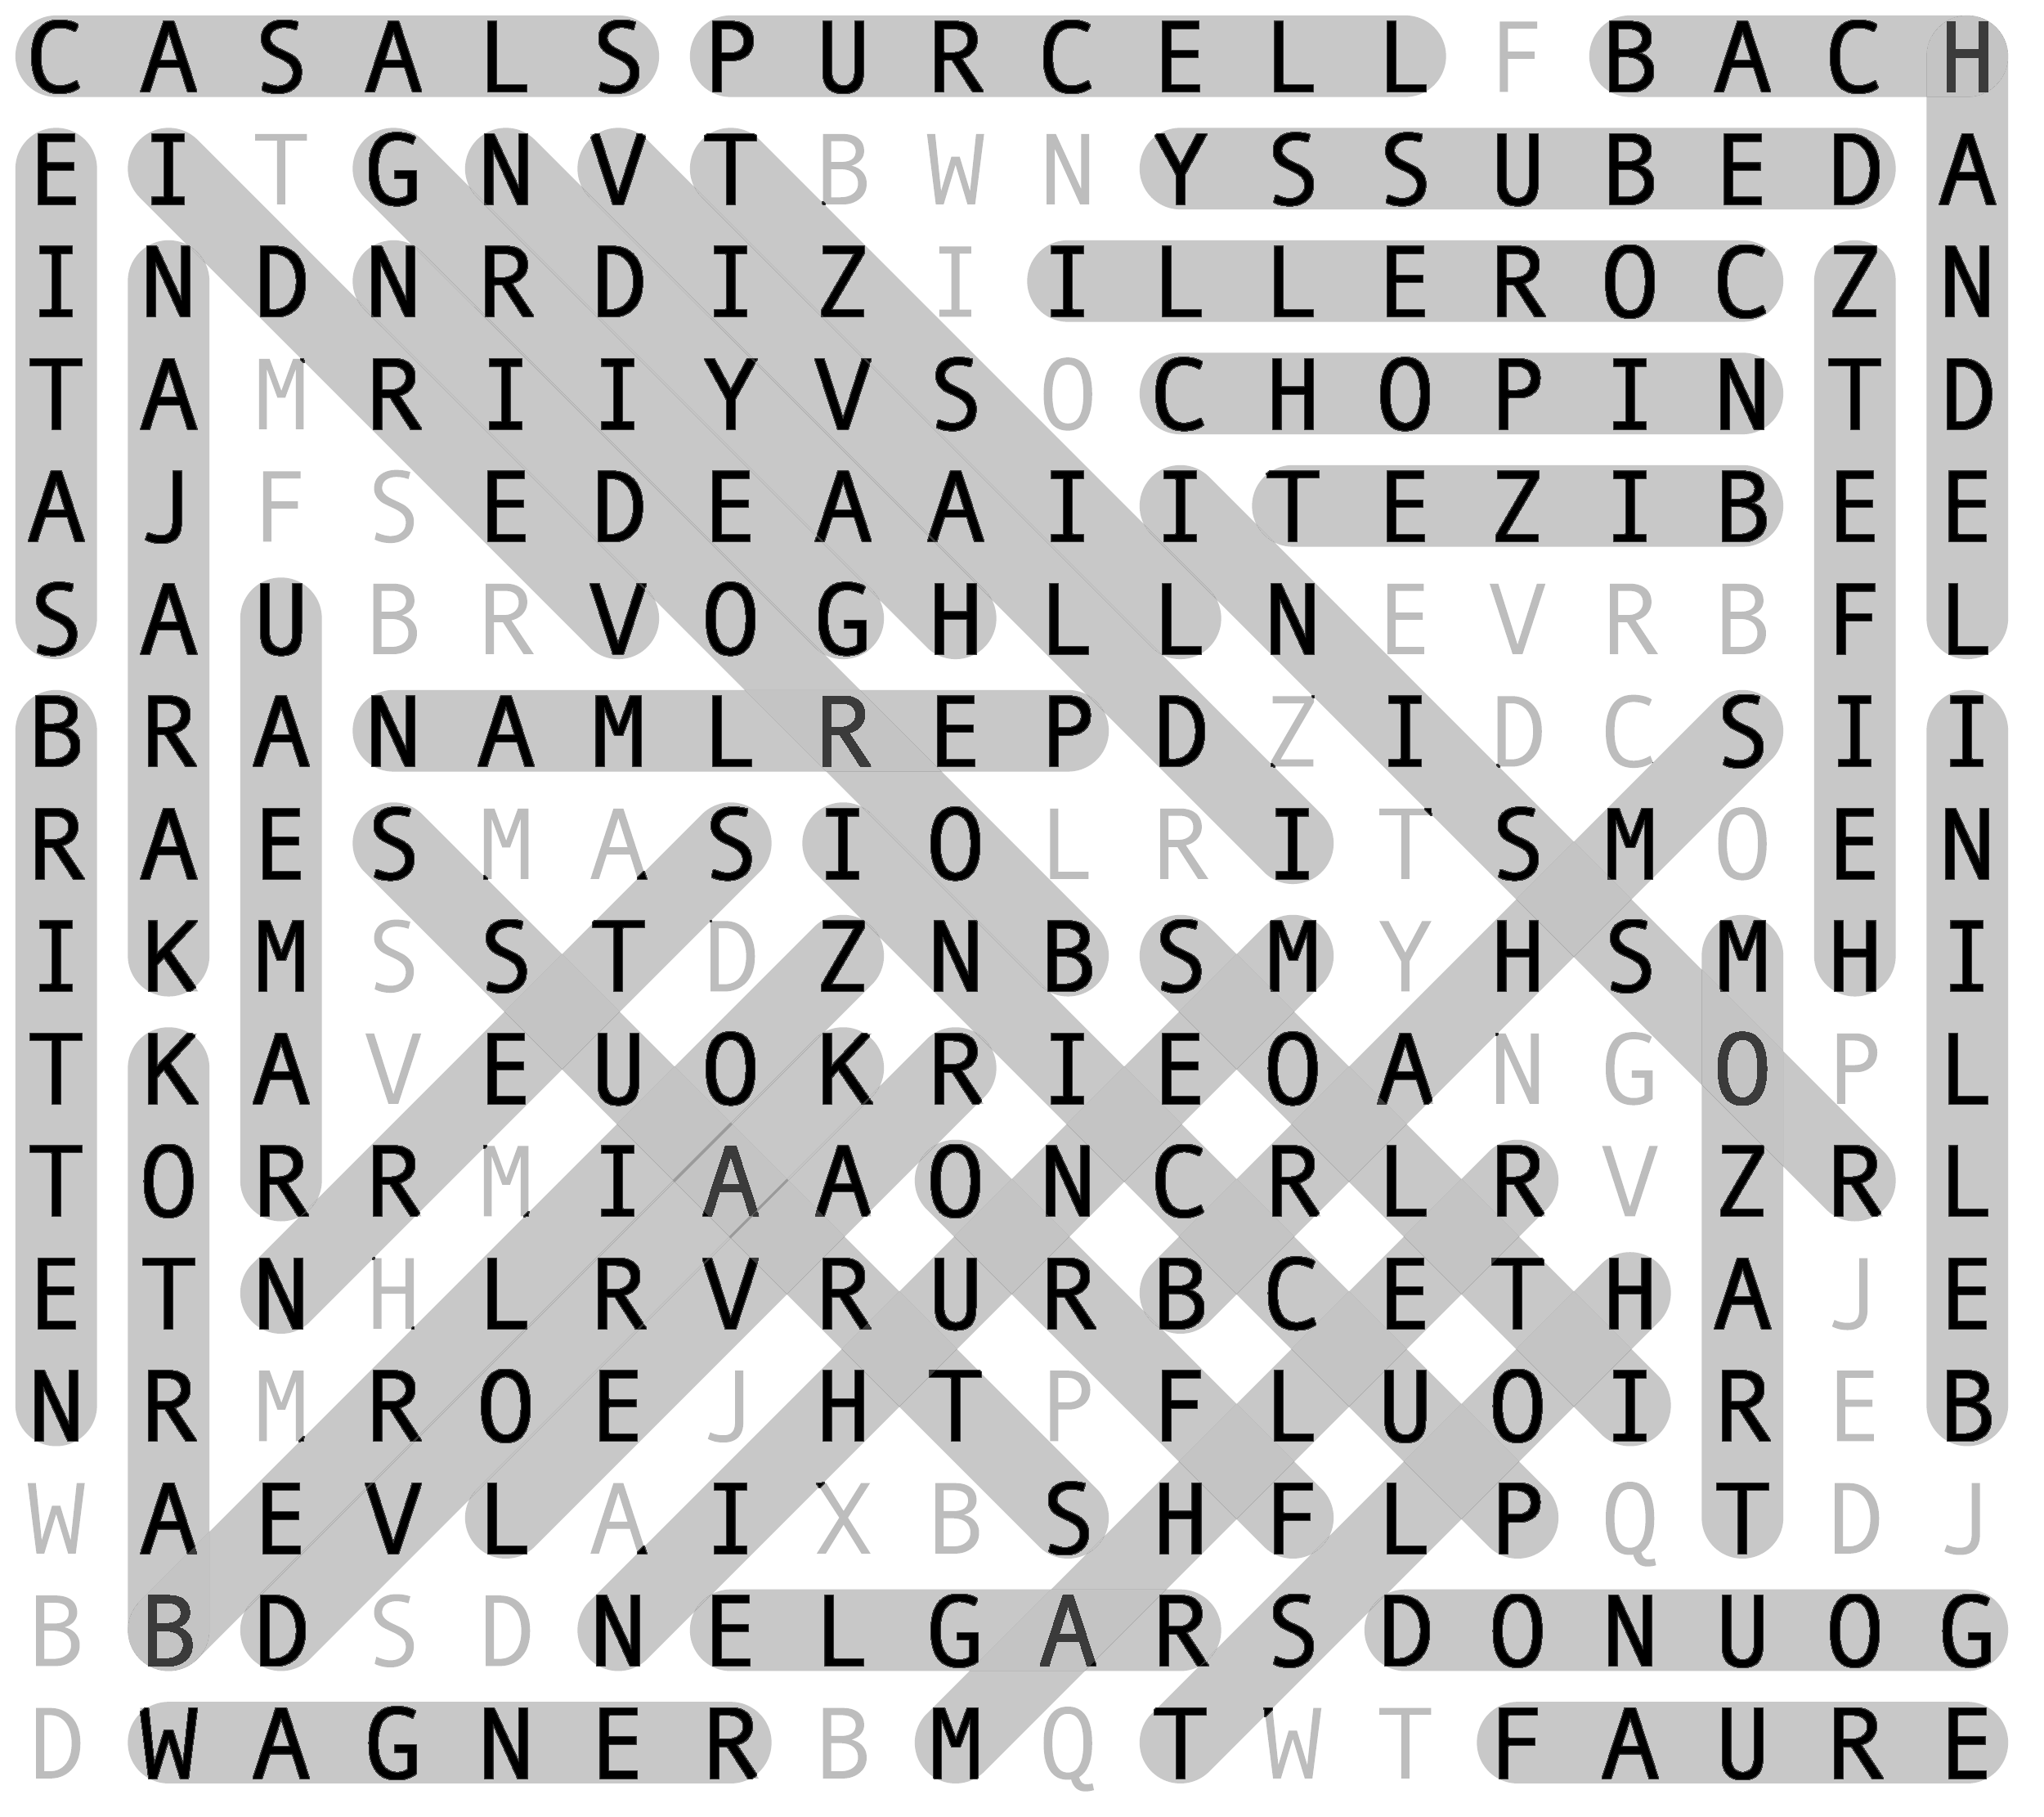 C A S A L S P U R C E L L F B A C H
E I T G N V T B W N Y S S U B E D A
I N D N R D I Z I I L L E R O C Z N
T A M R I I Y V S O C H O P I N T D
A J F S E D E A A I I T E Z I B E E
S A U B R V O G H L L N E V R B F L
B R A N A M L R E P D Z I D C S I I
R A E S M A S I O L R I T S M O E N
I K M S S T D Z N B S M Y H S M H I
T K A V E U O K R I E O A N G O P L
T O R R M I A A O N C R L R V Z R L
E T N H L R V R U R B C E T H A J E
N R M R O E J H T P F L U O I R E B
W A E V L A I X B S H F L P Q T D J
B B D S D N E L G A R S D O N U O G
D W A G N E R B M Q T W T F A U R E